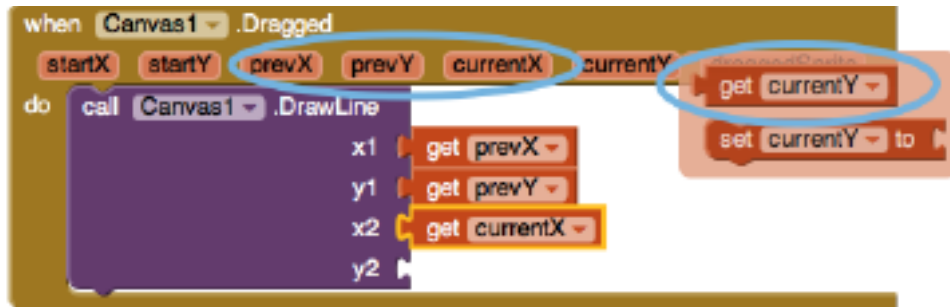 when Canvas1 .Dragged
startX startY prevX prevY currentX currentY draggedSprite
get currentY
do call Canvas1 .DrawLine
set currentY to
x1 get prevX
y1 get prevY
x2 get currentX
y2